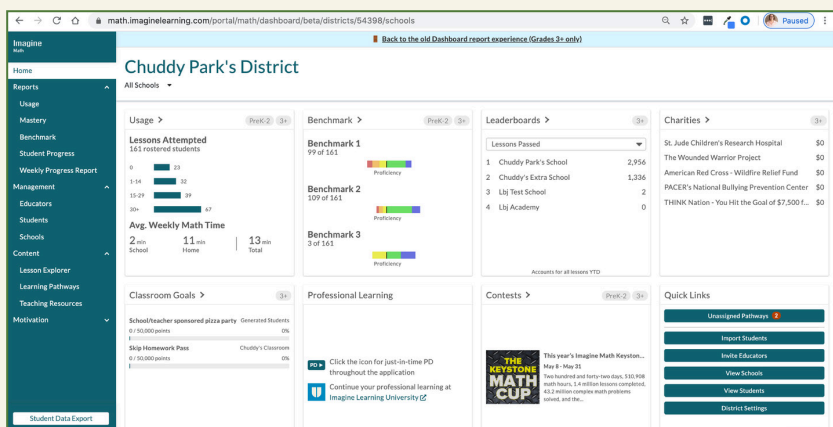 math.imaginelearning.com/portal/math/dashboard/beta/districts/54398/schools
Paused
Back to the old Dashboard report experience (Grades 3+ only)
Imagine
Math
Home
Reports
Usage
Mastery
Benchmark
Student Progress
Weekly Progress Report
Management
Educators
Students
Schools
Content
Lesson Explorer
Learning Pathways
Teaching Resources
Motivation
Student Data Export
Chuddy Park's District
All Schools
Usage > PreK-2 3+
Lessons Attempted
161 rostered students
0 23
1-14 32
15-29 39
30+ 67
Avg. Weekly Math Time
2 min 11 min 13 min
School Home Total
Benchmark > PreK-2 3+
Benchmark 1
99 of 161
Proficiency
Benchmark 2
109 of 161
Proficiency
Benchmark 3
3 of 161
Proficiency
Leaderboards > 3+
Lessons Passed
1 Chuddy Park's School 2,956
2 Chuddy's Extra School 1,336
3 Lbj Test School 2
4 Lbj Academy 0
Accounts for all lessons YTD
Charities > 3+
St. Jude Children's Research Hospital $0
The Wounded Warrior Project $0
American Red Cross - Wildfire Relief Fund $0
PACER's National Bullying Prevention Center $0
THINK Nation - You Hit the Goal of $7,500 f... $0
Classroom Goals > 3+
School/teacher sponsored pizza party Generated Students
0 / 50,000 points 0%
Skip Homework Pass Chuddy's Classroom
0 / 50,000 points 0%
Professional Learning
PD Click the icon for just-in-time PD
throughout the application
Continue your professional learning at
Imagine Learning University
Contests > PreK-2 3+
THE
KEYSTONE
MATH
CUP
This year's Imagine Math Keyston...
May 8 - May 31
Two hundred and forty-two days, 510,908
math hours, 1.4 million lessons completed,
43.2 million complex math problems
solved, and the...
Quick Links
Unassigned Pathways 2
Import Students
Invite Educators
View Schools
View Students
District Settings